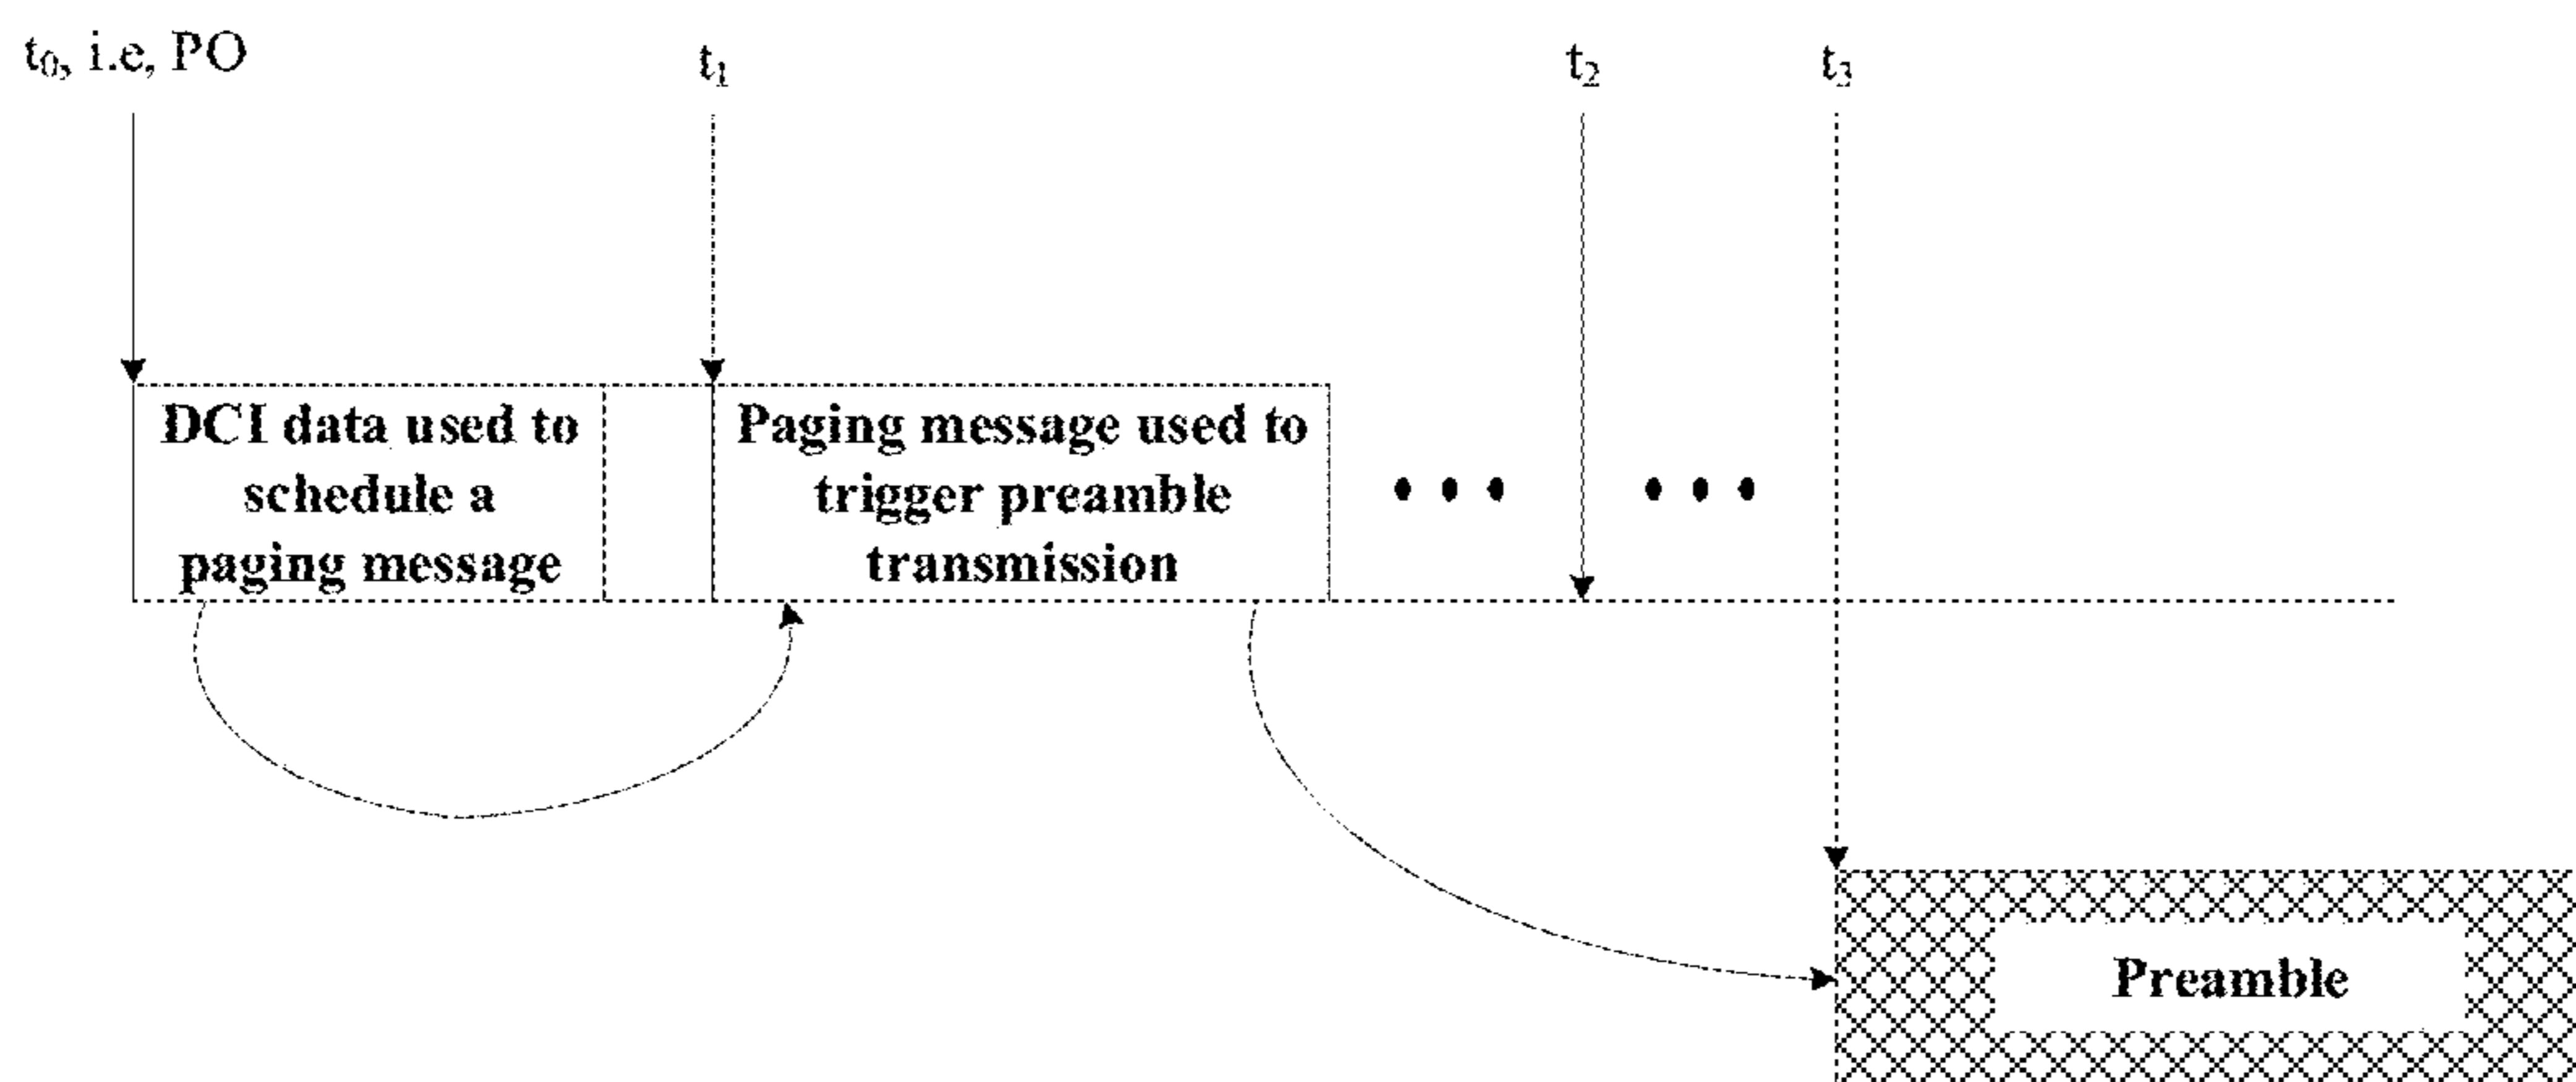 t₀, i.e, PO
t₁
t₂
t₃
DCI data used to
schedule a
paging message
Paging message used to
trigger preamble
transmission
Preamble